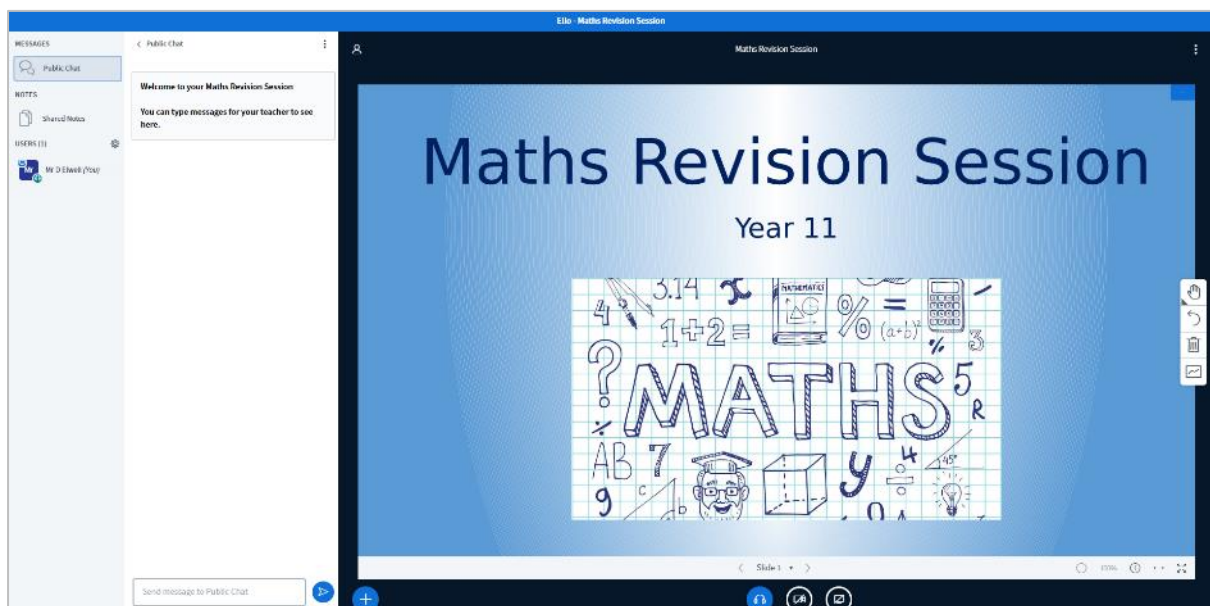 Ello - Maths Revision Session
MESSAGES
Public Chat
NOTES
Shared Notes
USERS (1)
Mr
Mr D Elwell (You)
Public Chat
Welcome to your Maths Revision Session
You can type messages for your teacher to see
here.
Send message to Public Chat
Maths Revision Session
Maths Revision Session
Year 11
3.14
x
MATHEMATICS
4
1+2=
%
=
(a+b)²
%
3
?
MATHS
5
R
÷
AB
7
y
4
÷
45°
9
c
b
Slide 1